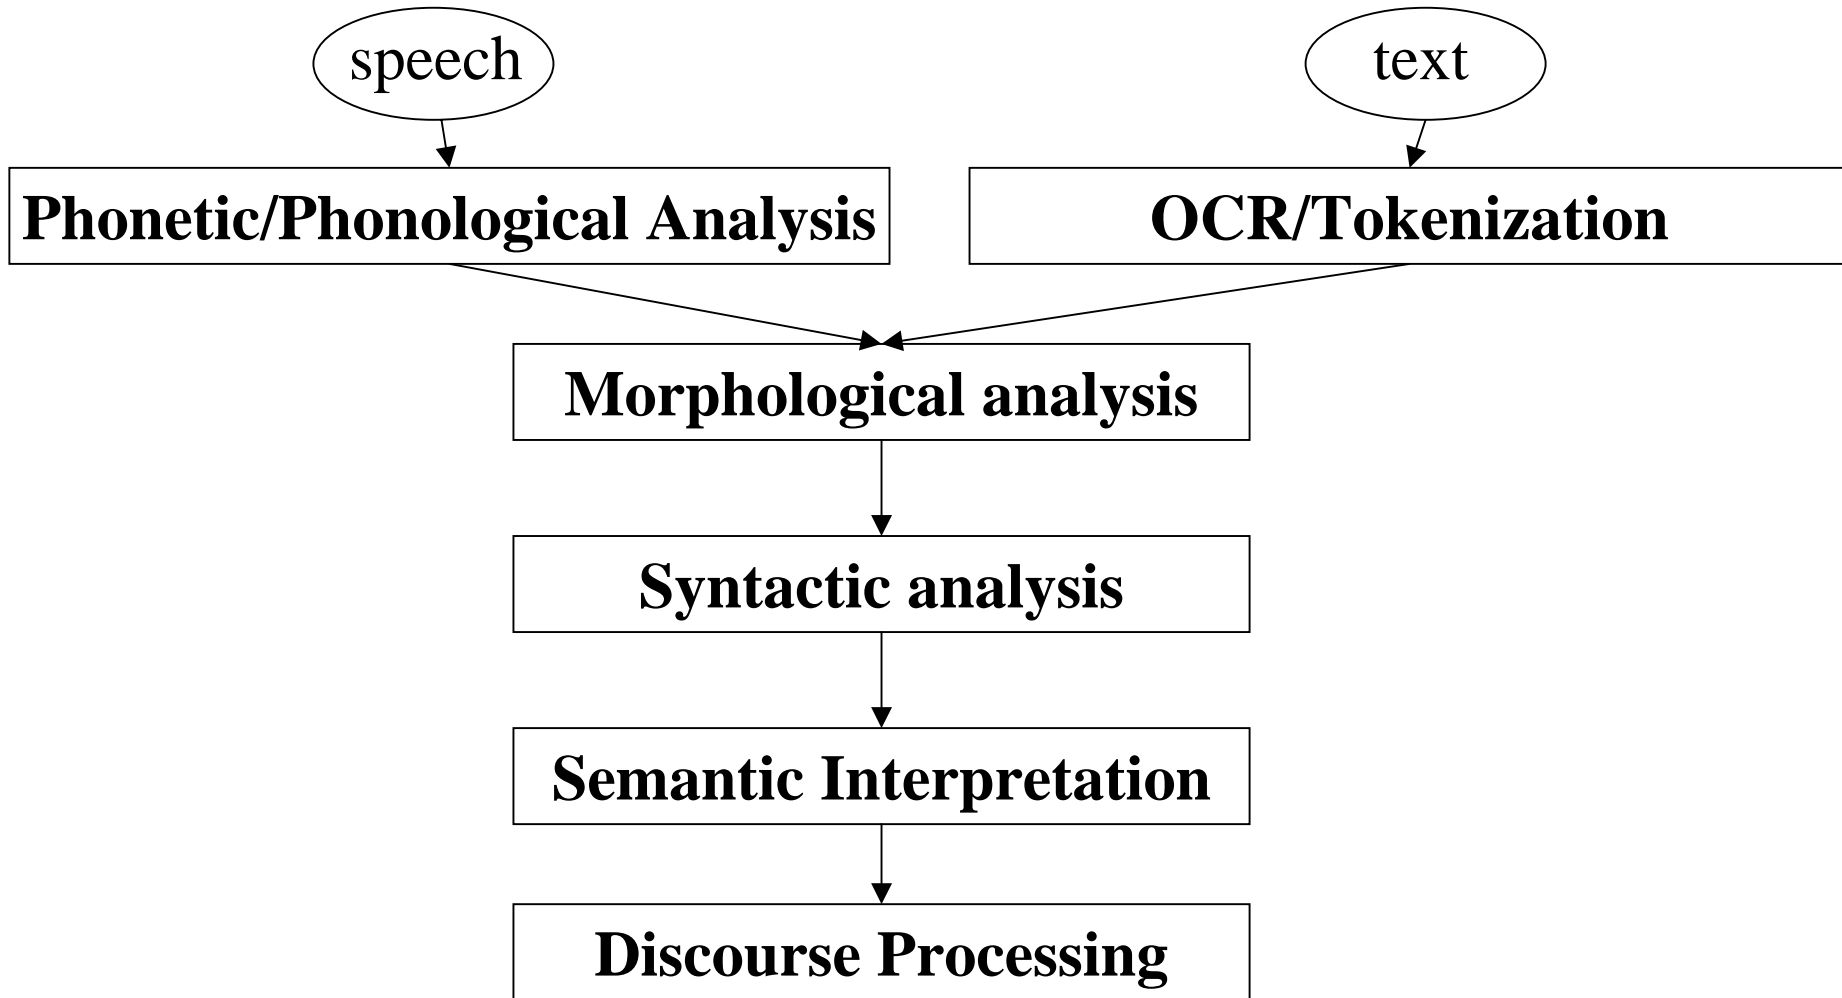 speech
text
Phonetic/Phonological Analysis
OCR/Tokenization
Morphological analysis
Syntactic analysis
Semantic Interpretation
Discourse Processing